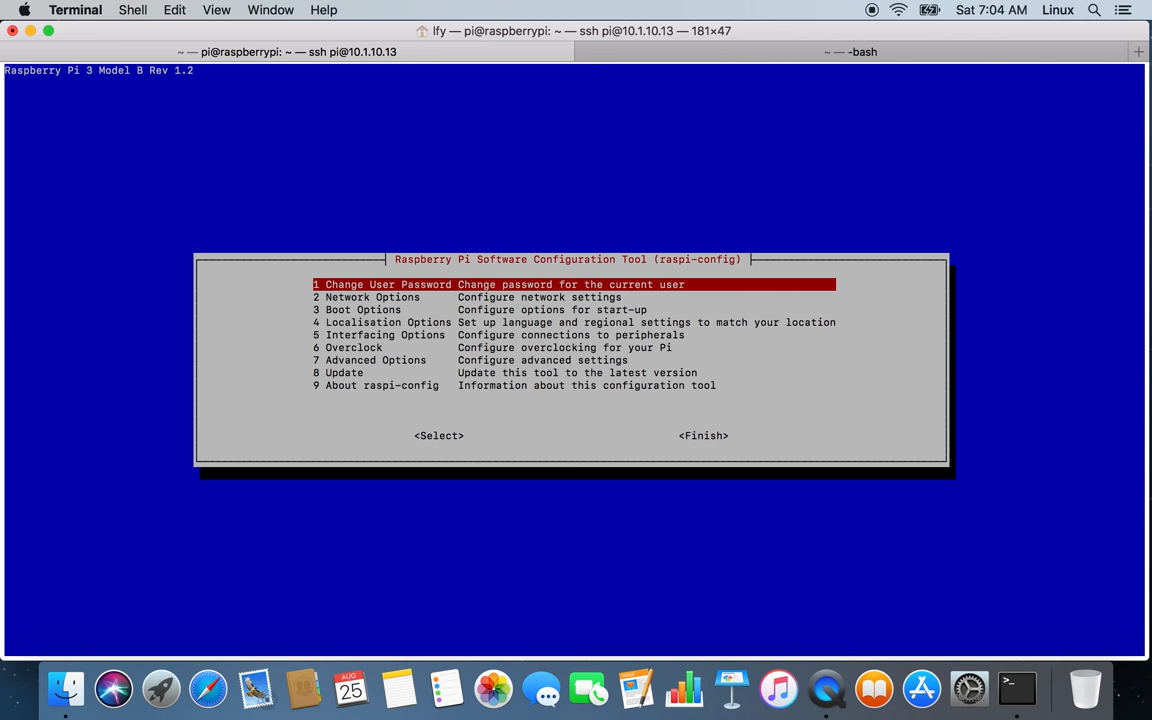 Terminal Shell Edit View Window Help Sat 7:04 AM Linux
lfy — pi@raspberrypi: ~ — ssh pi@10.1.10.13 — 181×47
~ — pi@raspberrypi: ~ — ssh pi@10.1.10.13 ~ — -bash +
Raspberry Pi 3 Model B Rev 1.2
Raspberry Pi Software Configuration Tool (raspi-config)
1 Change User Password Change password for the current user
2 Network Options Configure network settings
3 Boot Options Configure options for start-up
4 Localisation Options Set up language and regional settings to match your location
5 Interfacing Options Configure connections to peripherals
6 Overclock Configure overclocking for your Pi
7 Advanced Options Configure advanced settings
8 Update Update this tool to the latest version
9 About raspi-config Information about this configuration tool
<Select> <Finish>
AUG
25
>_